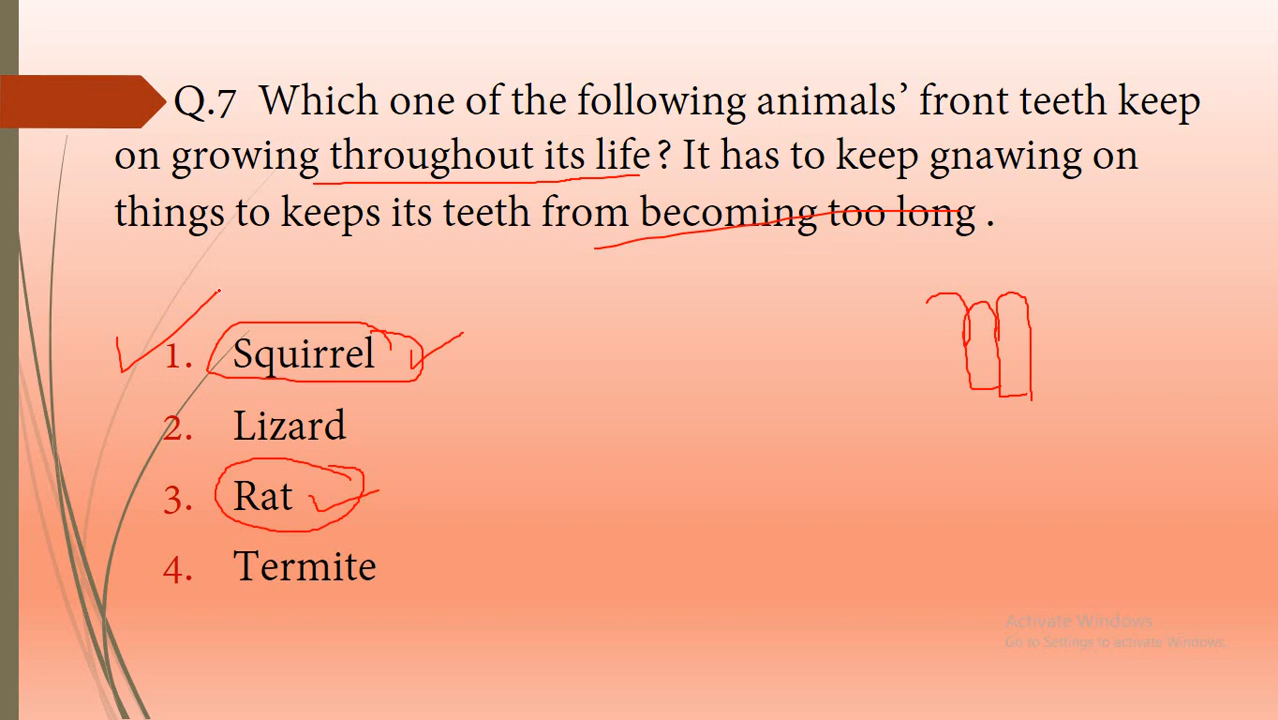 Q.7 Which one of the following animals’ front teeth keep
on growing throughout its life? It has to keep gnawing on
things to keeps its teeth from becoming too long .
1. Squirrel
2. Lizard
3. Rat
4. Termite
Activate Windows
Go to Settings to activate Windows.